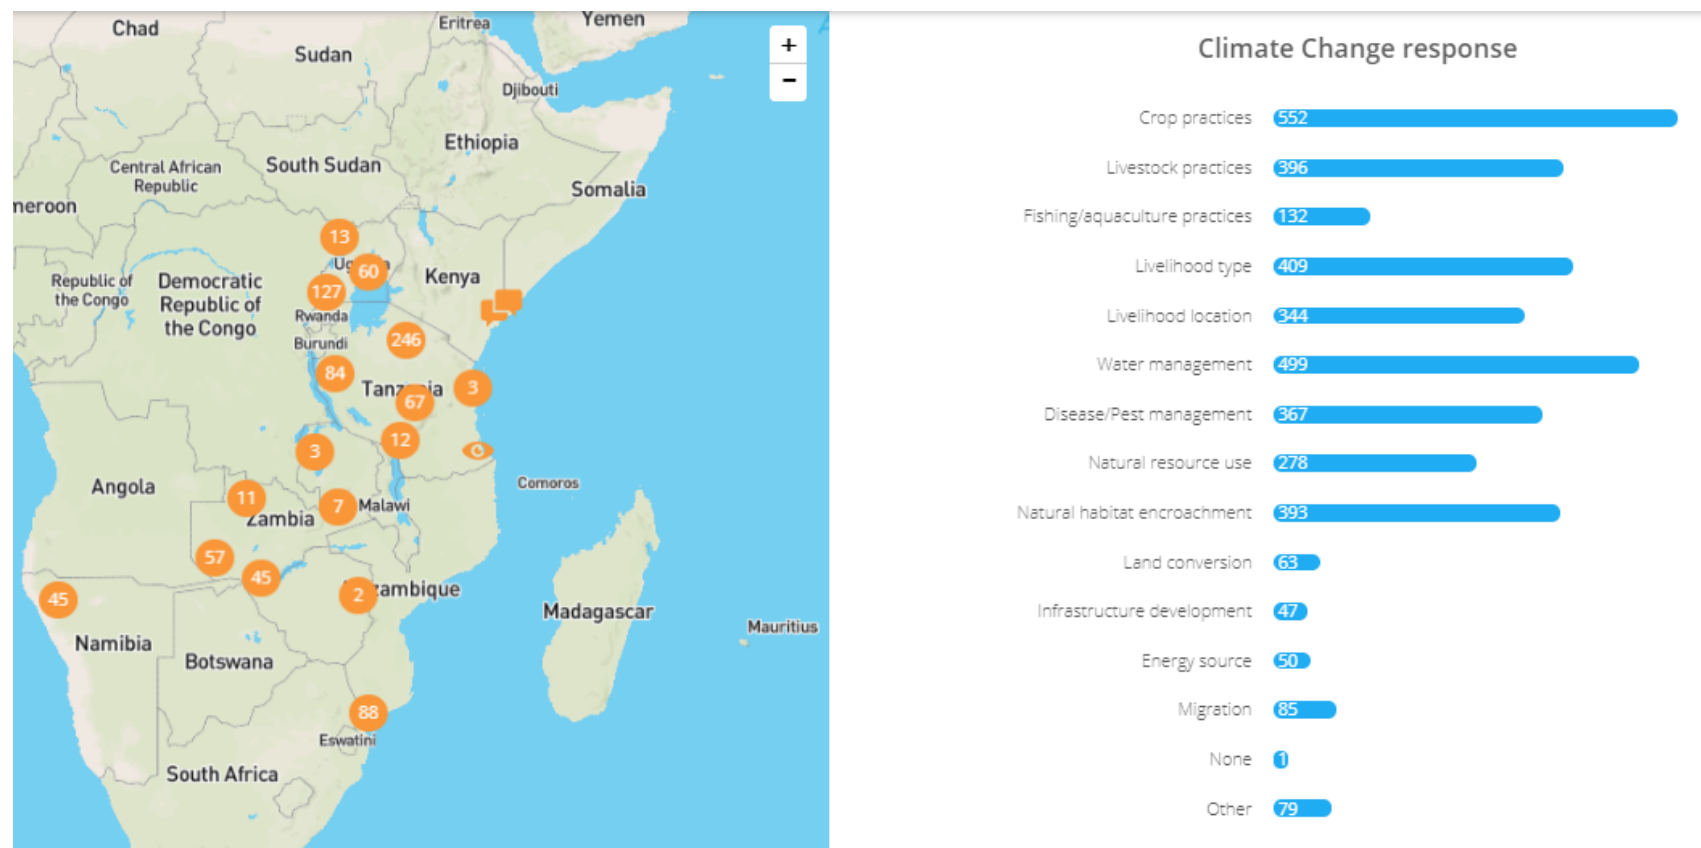 Chad
Eritrea
Yemen
Sudan
+
−
Djibouti
Ethiopia
Central African
Republic
South Sudan
Somalia
meroon
13
60
Republic of
the Congo
Democratic
Republic of
the Congo
127
Kenya
Rwanda
Burundi
246
84
Tanzania
3
67
12
3
Angola
Comoros
11
7
Malawi
Zambia
57
45
45
2
zambique
Madagascar
Mauritius
Namibia
Botswana
88
Eswatini
South Africa
Climate Change response
Crop practices 552
Livestock practices 396
Fishing/aquaculture practices 132
Livelihood type 409
Livelihood location 344
Water management 499
Disease/Pest management 367
Natural resource use 278
Natural habitat encroachment 393
Land conversion 63
Infrastructure development 47
Energy source 50
Migration 85
None 1
Other 79